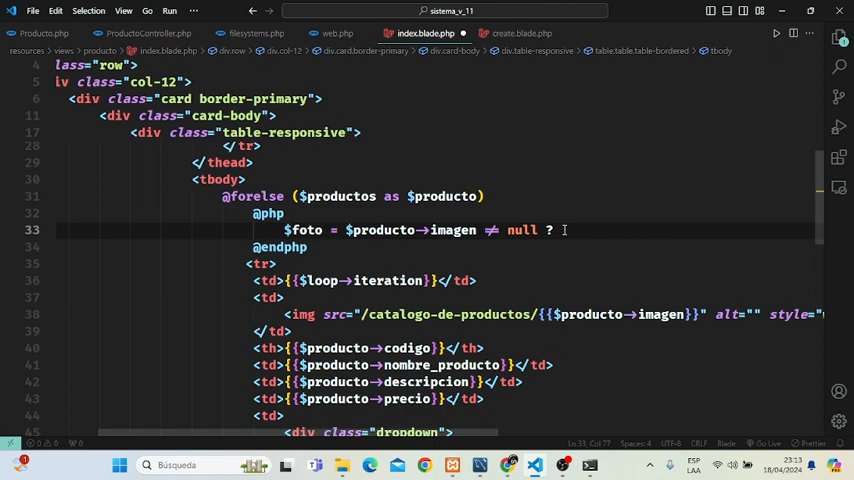 File Edit Selection View Go Run ··· sistema_v_11
Producto.php ProductoController.php filesystems.php web.php index.blade.php create.blade.php
resources > views > producto > index.blade.php > div.row > div.col-12 > div.card.border-primary > div.card-body > div.table-responsive > table.table.table-bordered > tbody
4 lass="row">
5 iv class="col-12">
6 <div class="card border-primary">
11 <div class="card-body">
17 <div class="table-responsive">
28 </tr>
29 </thead>
30 <tbody>
31 @forelse ($productos as $producto)
32 @php
33 $foto = $producto->imagen != null ?
34 @endphp
35 <tr>
36 <td>{{$loop->iteration}}</td>
37 <td>
38 <img src="/catalogo-de-productos/{{$producto->imagen}}" alt="" style="
39 </td>
40 <th>{{$producto->codigo}}</th>
41 <td>{{$producto->nombre_producto}}</td>
42 <td>{{$producto->descripcion}}</td>
43 <td>{{$producto->precio}}</td>
44 <td>
45 <div class="dropdown">
0 0 0 Ln 33, Col 77 Spaces: 4 UTF-8 CRLF Blade Go Live Prettier
1 Búsqueda ESP LAA 23:13 18/04/2024